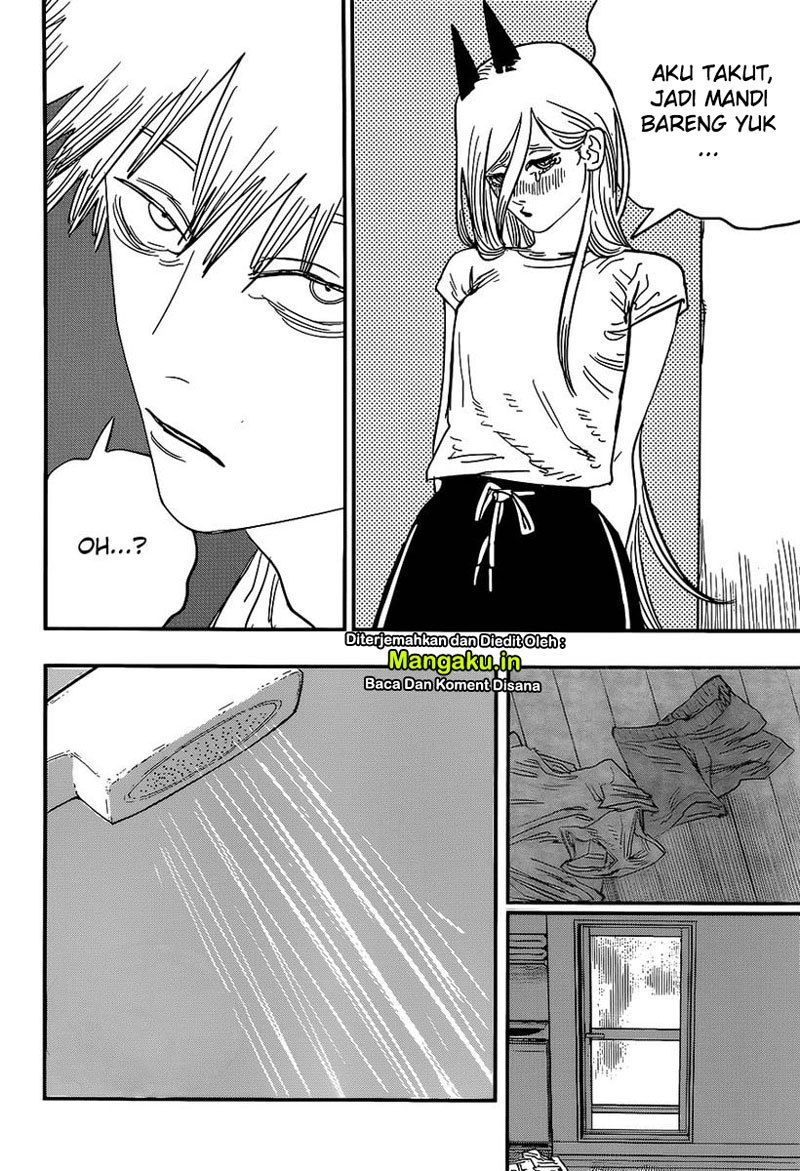 AKU TAKUT,
JADI MANDI
BARENG YUK
...
OH...?
Diterjemahkan dan Diedit Oleh :
Mangaku.in
Baca Dan Koment Disana